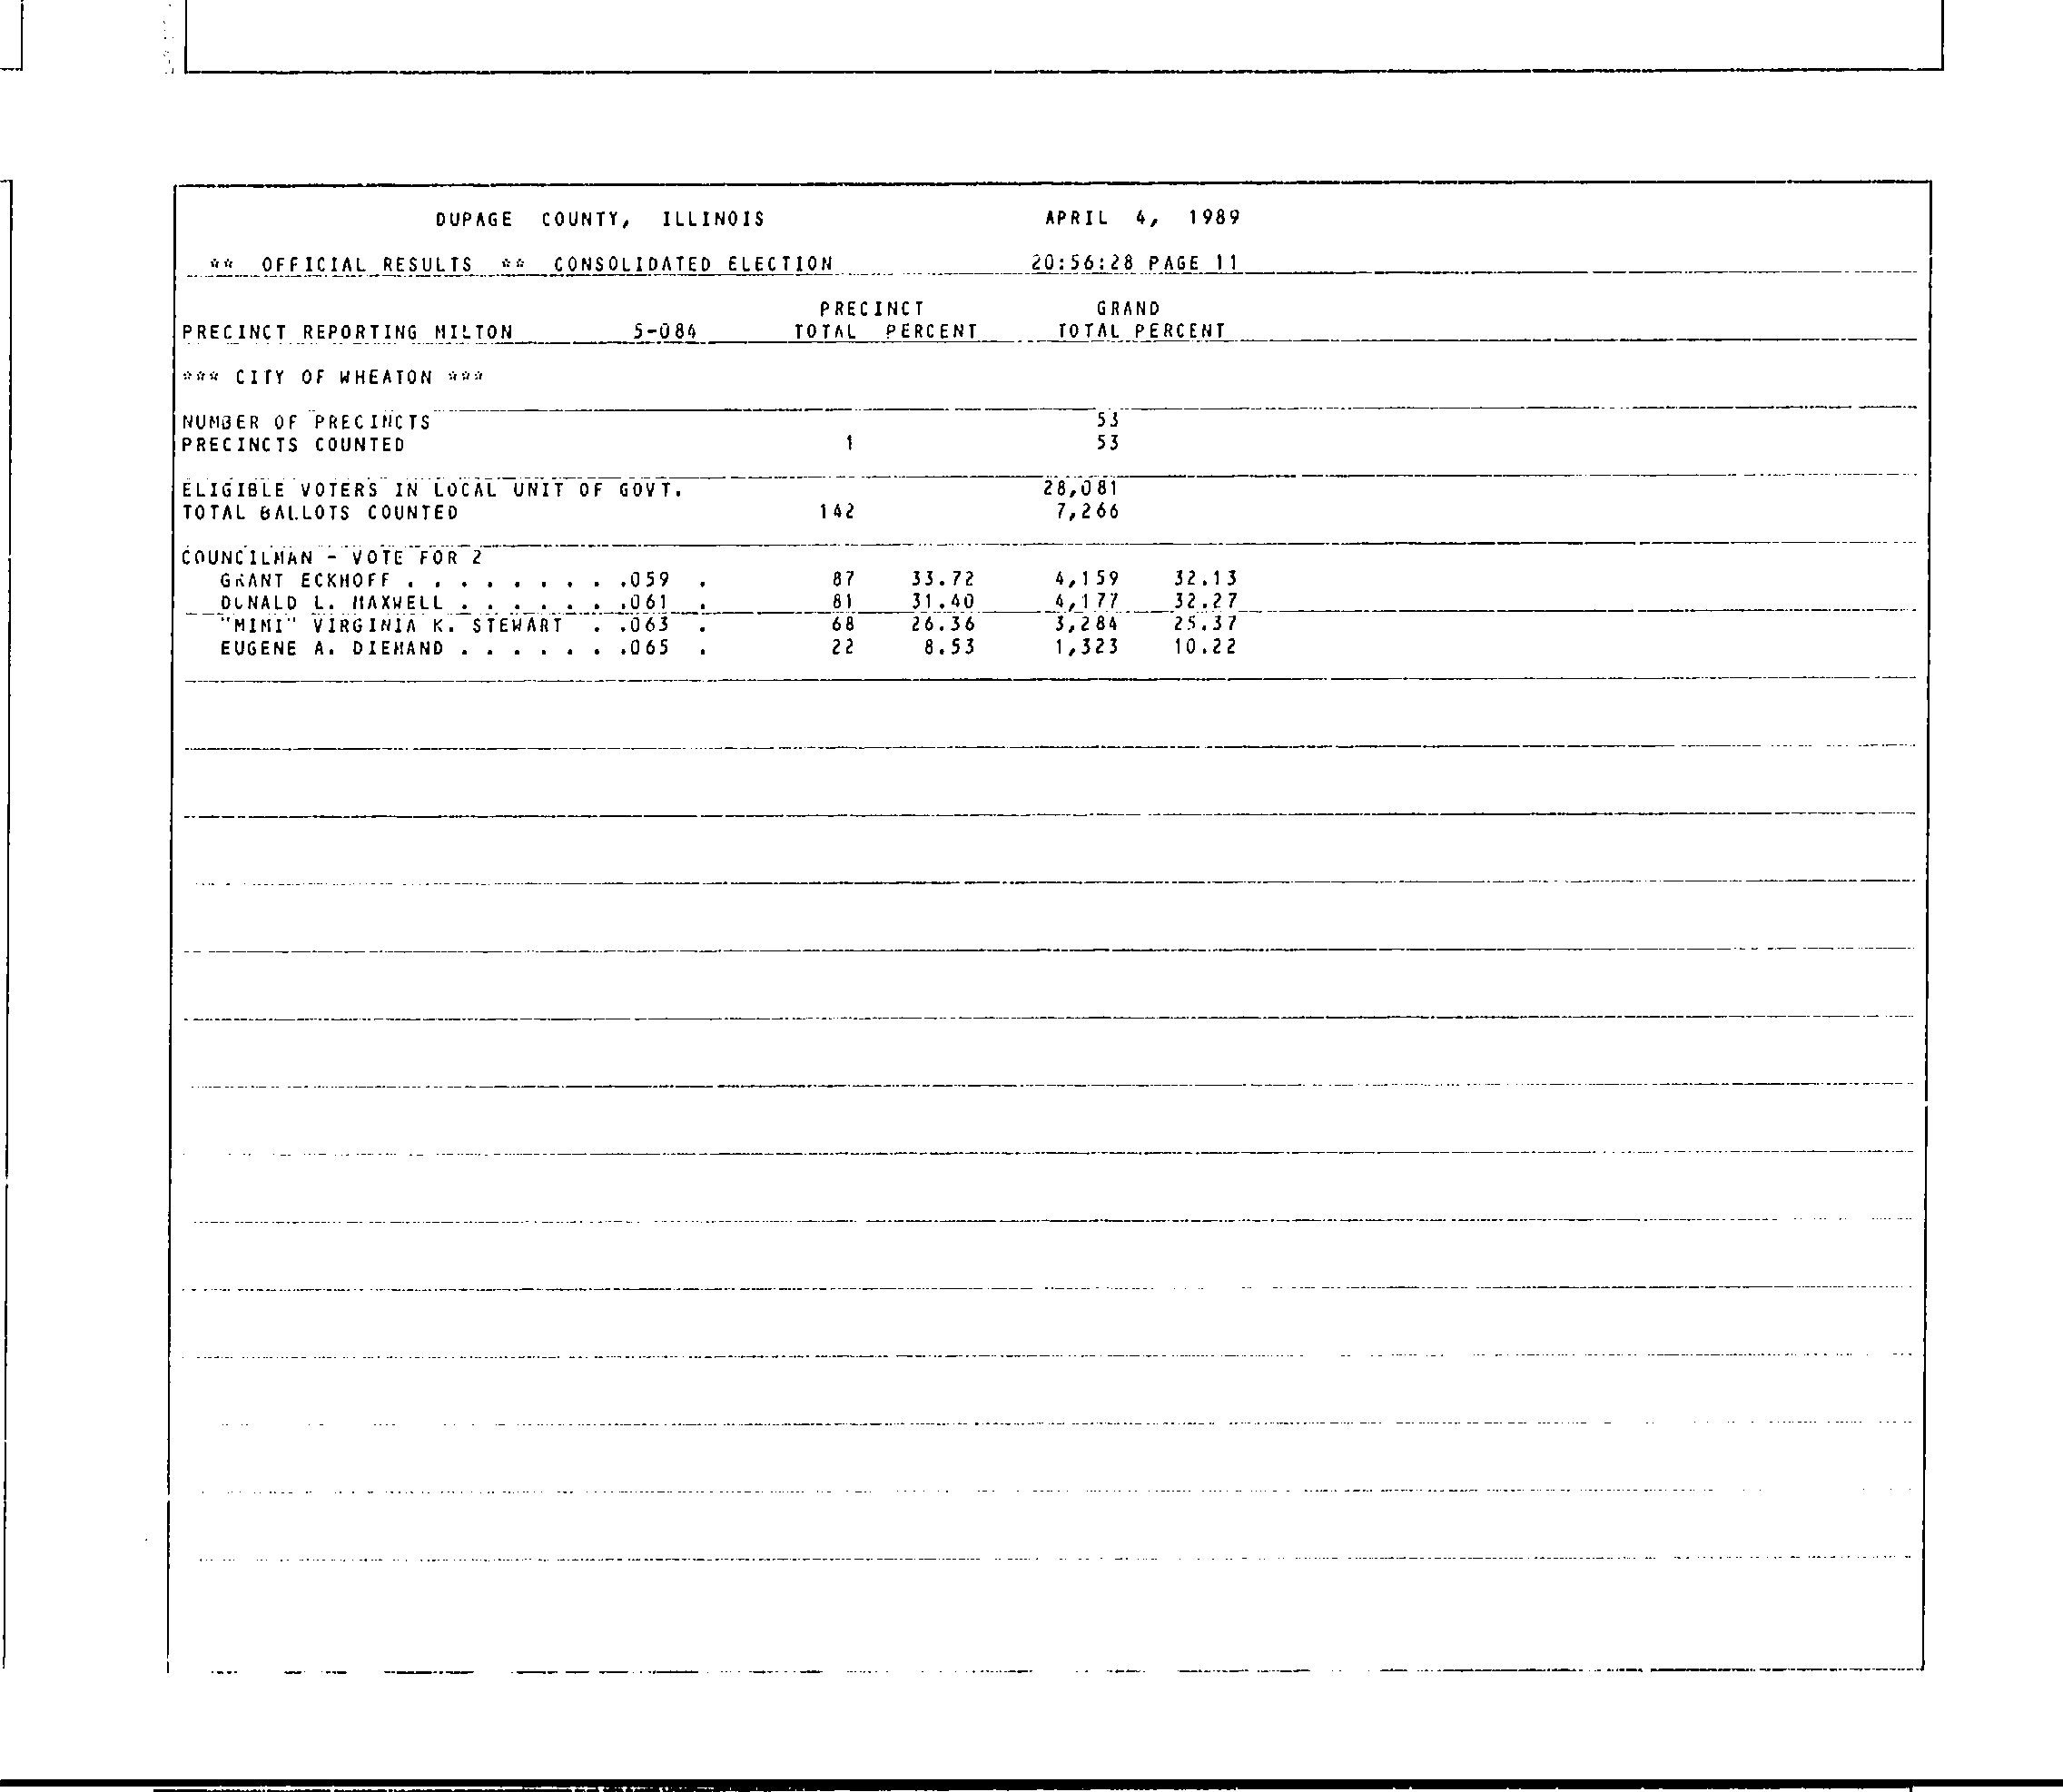 DUPAGE COUNTY, ILLINOIS APRIL 4, 1989
** OFFICIAL RESULTS ** CONSOLIDATED ELECTION 20:56:28 PAGE 11
PRECINCT GRAND
PRECINCT REPORTING MILTON 5-084 TOTAL PERCENT TOTAL PERCENT
*** CITY OF WHEATON ***
NUMBER OF PRECINCTS 53
PRECINCTS COUNTED 1 53
ELIGIBLE VOTERS IN LOCAL UNIT OF GOVT. 28,081
TOTAL BALLOTS COUNTED 142 7,266
COUNCILMAN - VOTE FOR 2
GRANT ECKHOFF . . . . . . . . .059 . 87 33.72 4,159 32.13
DONALD L. MAXWELL . . . . . . .061 . 81 31.40 4,177 32.27
"MIMI" VIRGINIA K. STEWART . .063 . 68 26.36 3,284 25.37
EUGENE A. DIEMAND . . . . . . .065 . 22 8.53 1,323 10.22